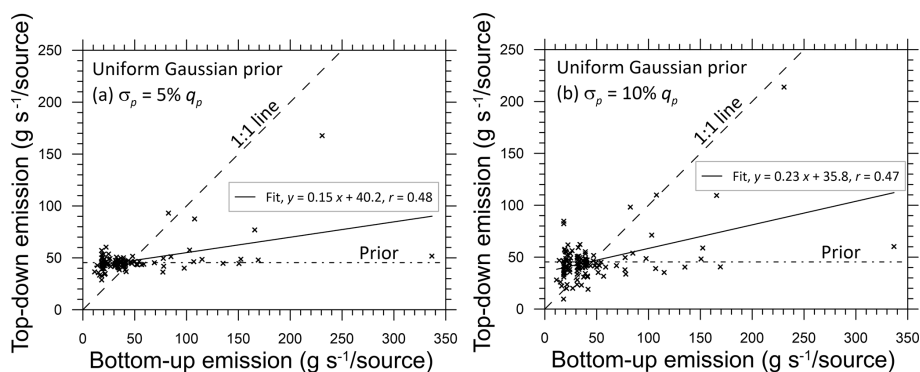 Top-down emission (g s⁻¹/source)
250
200
150
100
50
0
Uniform Gaussian prior
(a) σₚ = 5% qₚ
1:1 line
Fit, y = 0.15 x + 40.2, r = 0.48
Prior
0 50 100 150 200 250 300 350
Bottom-up emission (g s⁻¹/source)
Top-down emission (g s⁻¹/source)
250
200
150
100
50
0
Uniform Gaussian prior
(b) σₚ = 10% qₚ
1:1 line
Fit, y = 0.23 x + 35.8, r = 0.47
Prior
0 50 100 150 200 250 300 350
Bottom-up emission (g s⁻¹/source)